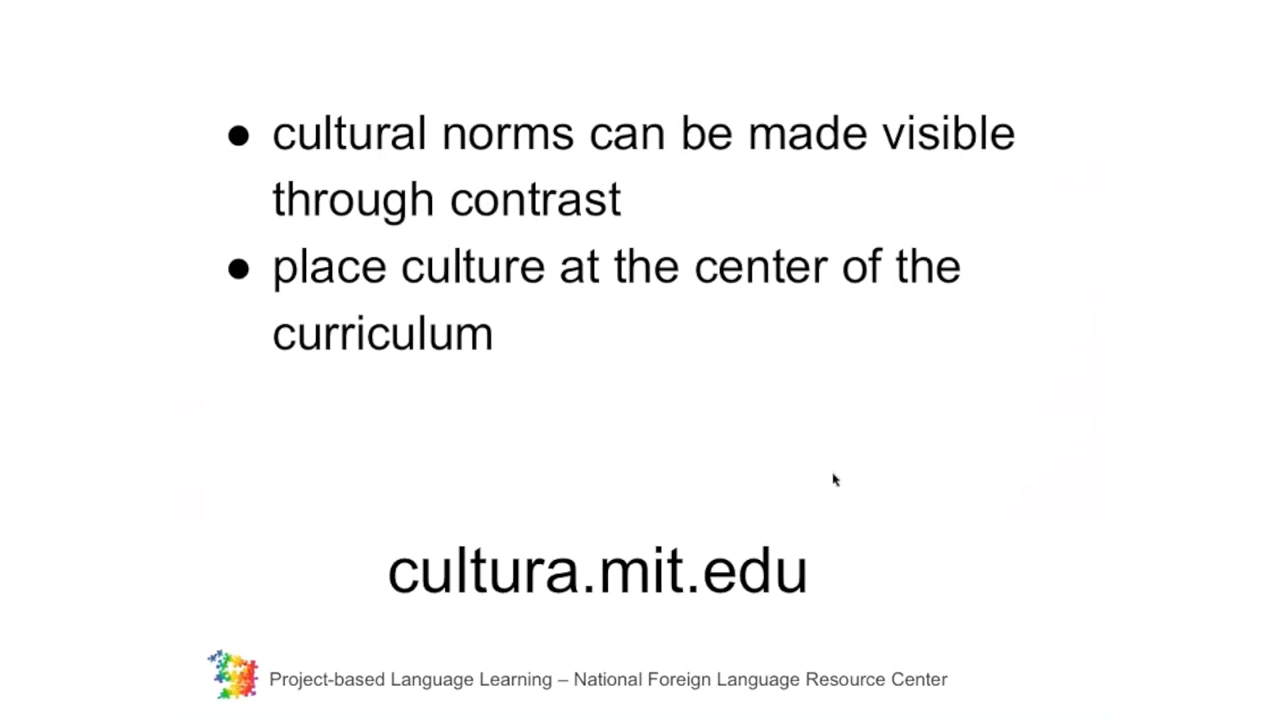 ● cultural norms can be made visible
through contrast
● place culture at the center of the
curriculum
cultura.mit.edu
Project-based Language Learning – National Foreign Language Resource Center